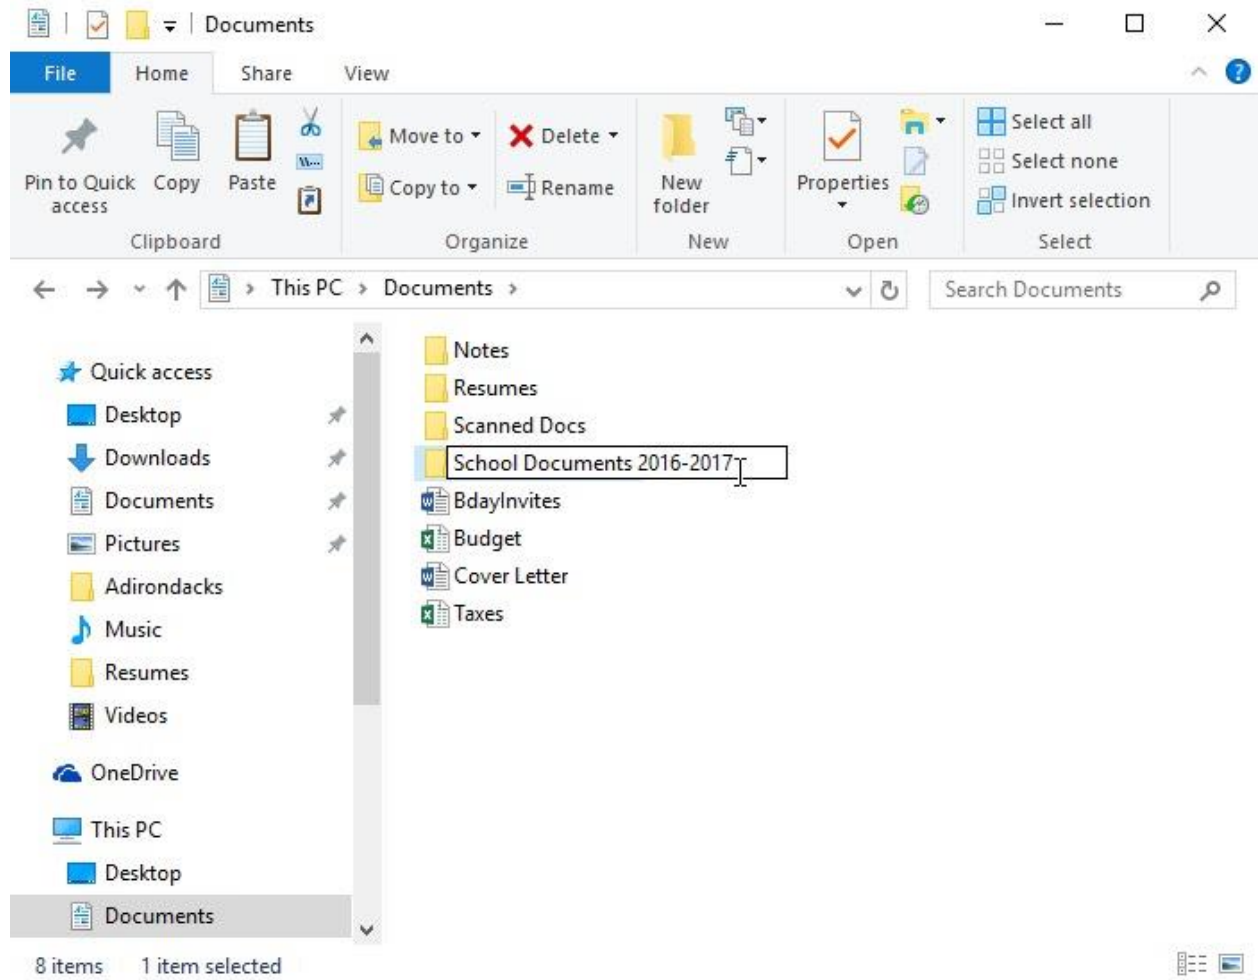 Documents
File Home Share View
Pin to Quick access
Copy
Paste
Clipboard
Move to
Copy to
Delete
Rename
Organize
New folder
New
Properties
Open
Select all
Select none
Invert selection
Select
This PC > Documents >
Search Documents
Quick access
Desktop
Downloads
Documents
Pictures
Adirondacks
Music
Resumes
Videos
OneDrive
This PC
Desktop
Documents
Notes
Resumes
Scanned Docs
School Documents 2016-2017
BdayInvites
Budget
Cover Letter
Taxes
8 items 1 item selected